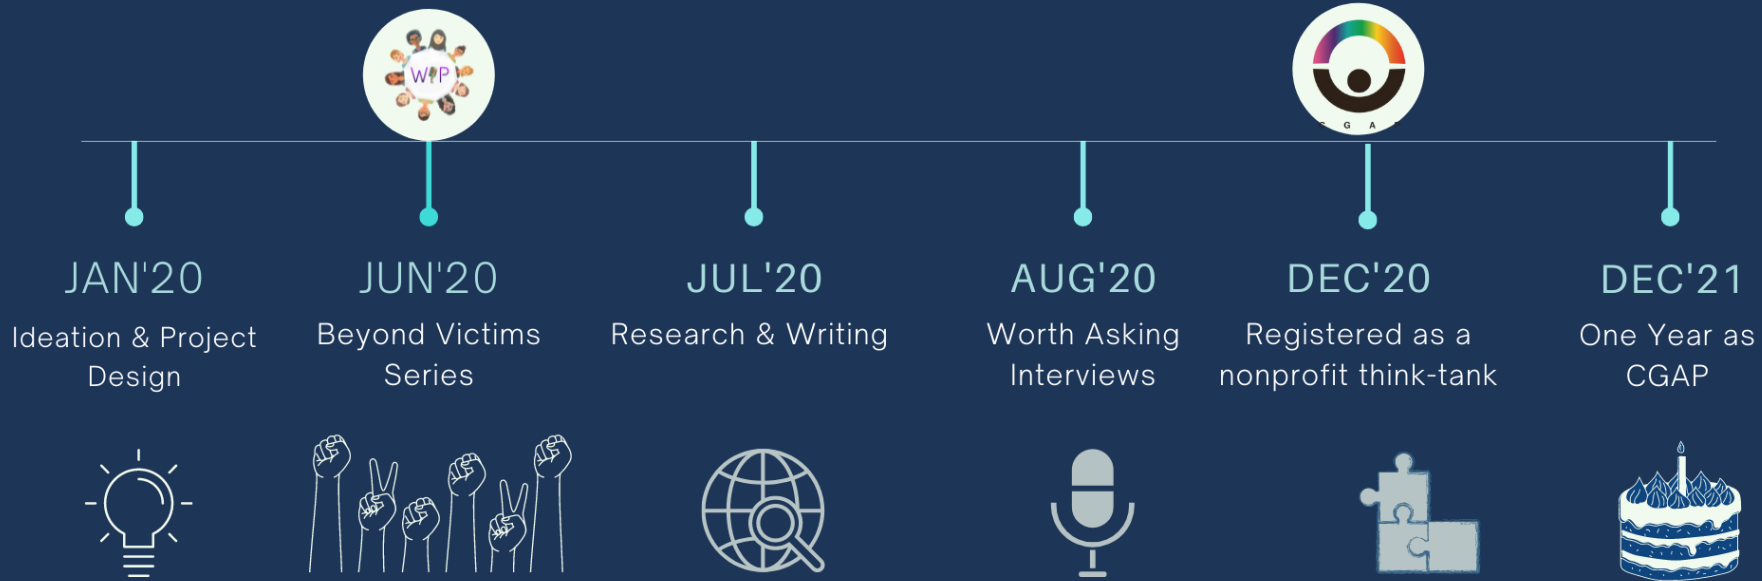 W P
G A
JAN'20
Ideation & Project
Design
JUN'20
Beyond Victims
Series
JUL'20
Research & Writing
AUG'20
Worth Asking
Interviews
DEC'20
Registered as a
nonprofit think-tank
DEC'21
One Year as
CGAP